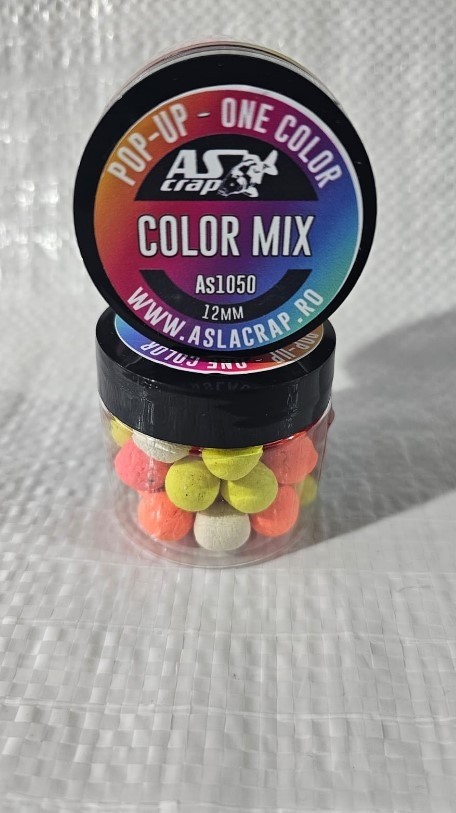 POP-UP - ONE COLOR
AS
crap
COLOR MIX
As1050
12MM
WWW.ASLACRAP.RO
POP-UP - ONE COLOR